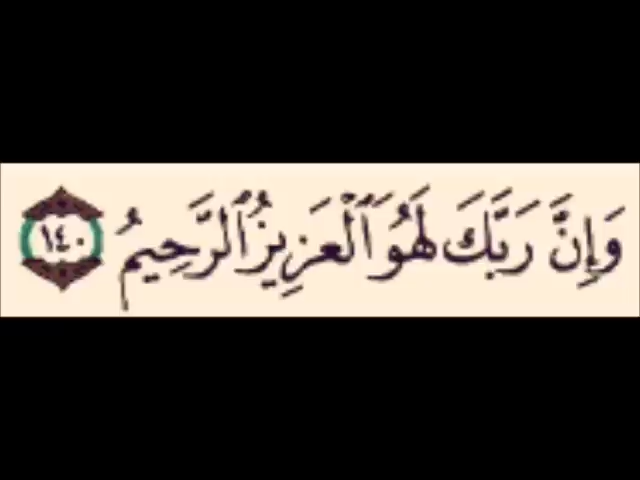 وَإِنَّ رَبَّكَ لَهُوَ ٱلْعَزِيزُ ٱلرَّحِيمُ ١٤٠